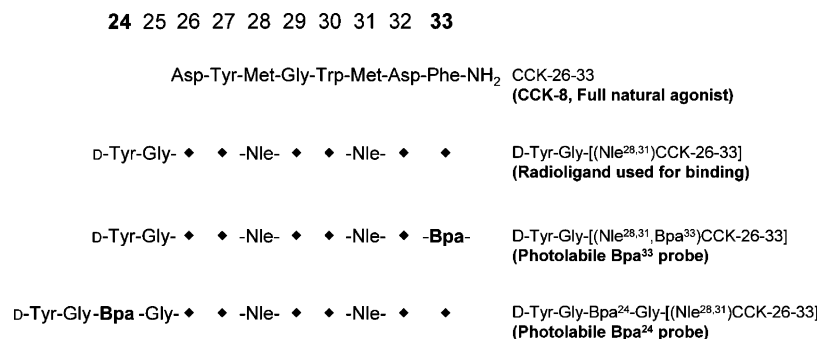 24 25 26 27 28 29 30 31 32 33
Asp-Tyr-Met-Gly-Trp-Met-Asp-Phe-NH₂ CCK-26-33
(CCK-8, Full natural agonist)
D-Tyr-Gly- ◆ ◆ -Nle- ◆ ◆ -Nle- ◆ ◆ D-Tyr-Gly-[(Nle²⁸,³¹)CCK-26-33]
(Radioligand used for binding)
D-Tyr-Gly- ◆ ◆ -Nle- ◆ ◆ -Nle- ◆ -Bpa- D-Tyr-Gly-[(Nle²⁸,³¹,Bpa³³)CCK-26-33]
(Photolabile Bpa³³ probe)
D-Tyr-Gly-Bpa -Gly- ◆ ◆ -Nle- ◆ ◆ -Nle- ◆ ◆ D-Tyr-Gly-Bpa²⁴-Gly-[(Nle²⁸,³¹)CCK-26-33]
(Photolabile Bpa²⁴ probe)